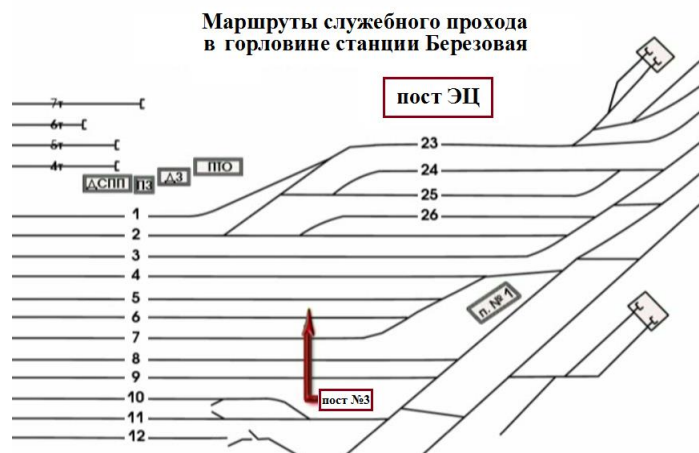 Маршруты служебного прохода
в горловине станции Березовая
пост ЭЦ
7т
6т
5т
4т
ДСПП
ПЗ
ДЗ
ПТО
23
24
25
26
1
2
3
4
5
6
7
8
9
10
11
12
п. № 1
пост №3